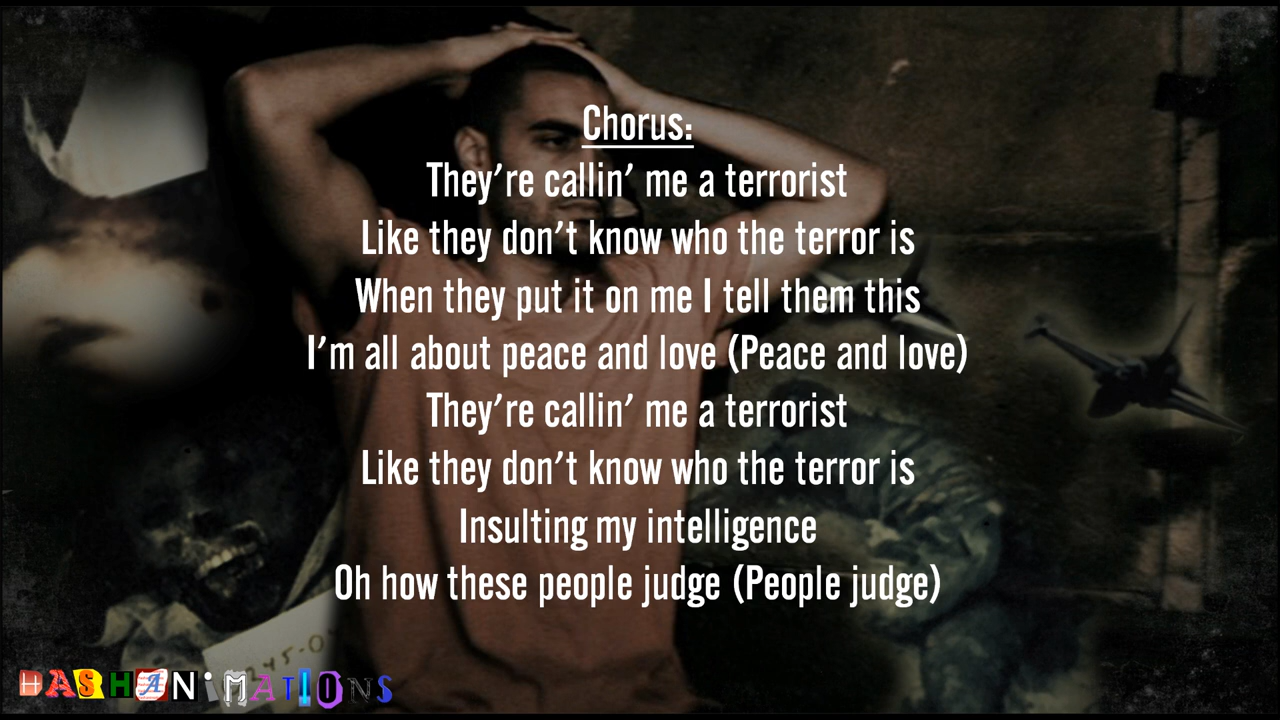 Chorus:
They're callin' me a terrorist
Like they don't know who the terror is
When they put it on me I tell them this
I'm all about peace and love (Peace and love)
They're callin' me a terrorist
Like they don't know who the terror is
Insulting my intelligence
Oh how these people judge (People judge)
HASHANiMATIONS